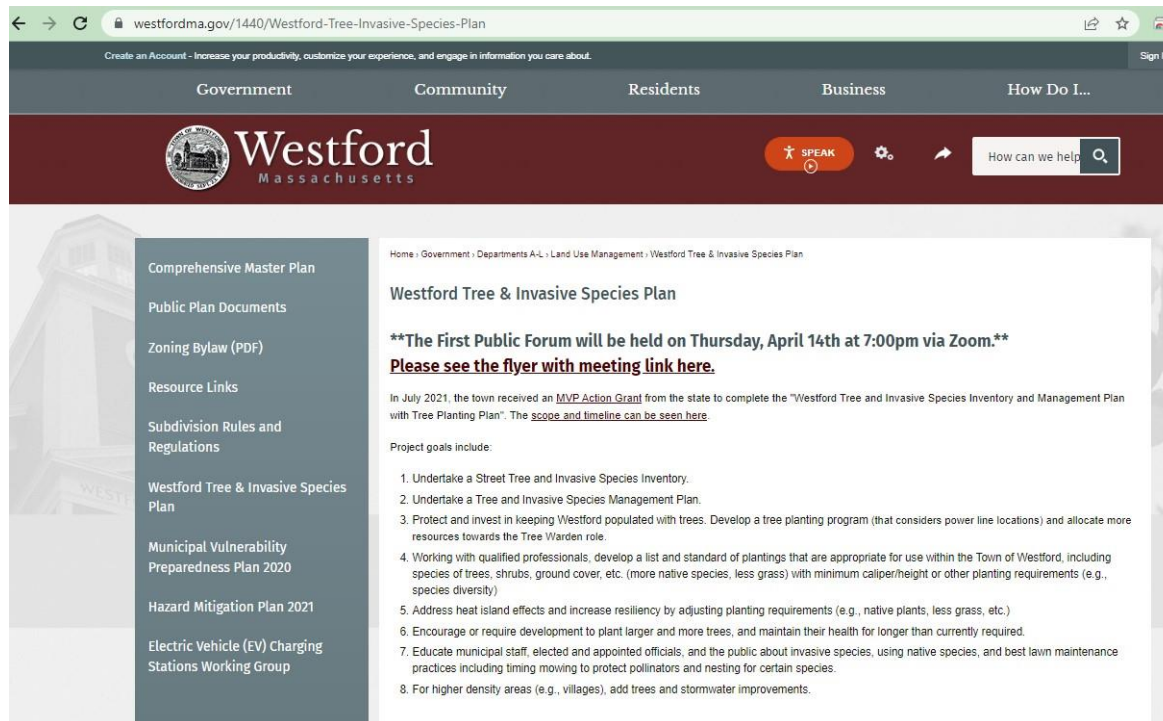 westfordma.gov/1440/Westford-Tree-Invasive-Species-Plan
Create an Account - Increase your productivity, customize your experience, and engage in information you care about.
Sign
Government
Community
Residents
Business
How Do I...
Westford
Massachusetts
SPEAK
How can we help
Comprehensive Master Plan
Public Plan Documents
Zoning Bylaw (PDF)
Resource Links
Subdivision Rules and
Regulations
Westford Tree & Invasive Species
Plan
Municipal Vulnerability
Preparedness Plan 2020
Hazard Mitigation Plan 2021
Electric Vehicle (EV) Charging
Stations Working Group
Home › Government › Departments A-L › Land Use Management › Westford Tree & Invasive Species Plan
Westford Tree & Invasive Species Plan
**The First Public Forum will be held on Thursday, April 14th at 7:00pm via Zoom.**
Please see the flyer with meeting link here.
In July 2021, the town received an MVP Action Grant from the state to complete the "Westford Tree and Invasive Species Inventory and Management Plan
with Tree Planting Plan". The scope and timeline can be seen here.
Project goals include:
1. Undertake a Street Tree and Invasive Species Inventory.
2. Undertake a Tree and Invasive Species Management Plan.
3. Protect and invest in keeping Westford populated with trees. Develop a tree planting program (that considers power line locations) and allocate more
resources towards the Tree Warden role.
4. Working with qualified professionals, develop a list and standard of plantings that are appropriate for use within the Town of Westford, including
species of trees, shrubs, ground cover, etc. (more native species, less grass) with minimum caliper/height or other planting requirements (e.g.,
species diversity)
5. Address heat island effects and increase resiliency by adjusting planting requirements (e.g., native plants, less grass, etc.)
6. Encourage or require development to plant larger and more trees, and maintain their health for longer than currently required.
7. Educate municipal staff, elected and appointed officials, and the public about invasive species, using native species, and best lawn maintenance
practices including timing mowing to protect pollinators and nesting for certain species.
8. For higher density areas (e.g., villages), add trees and stormwater improvements.